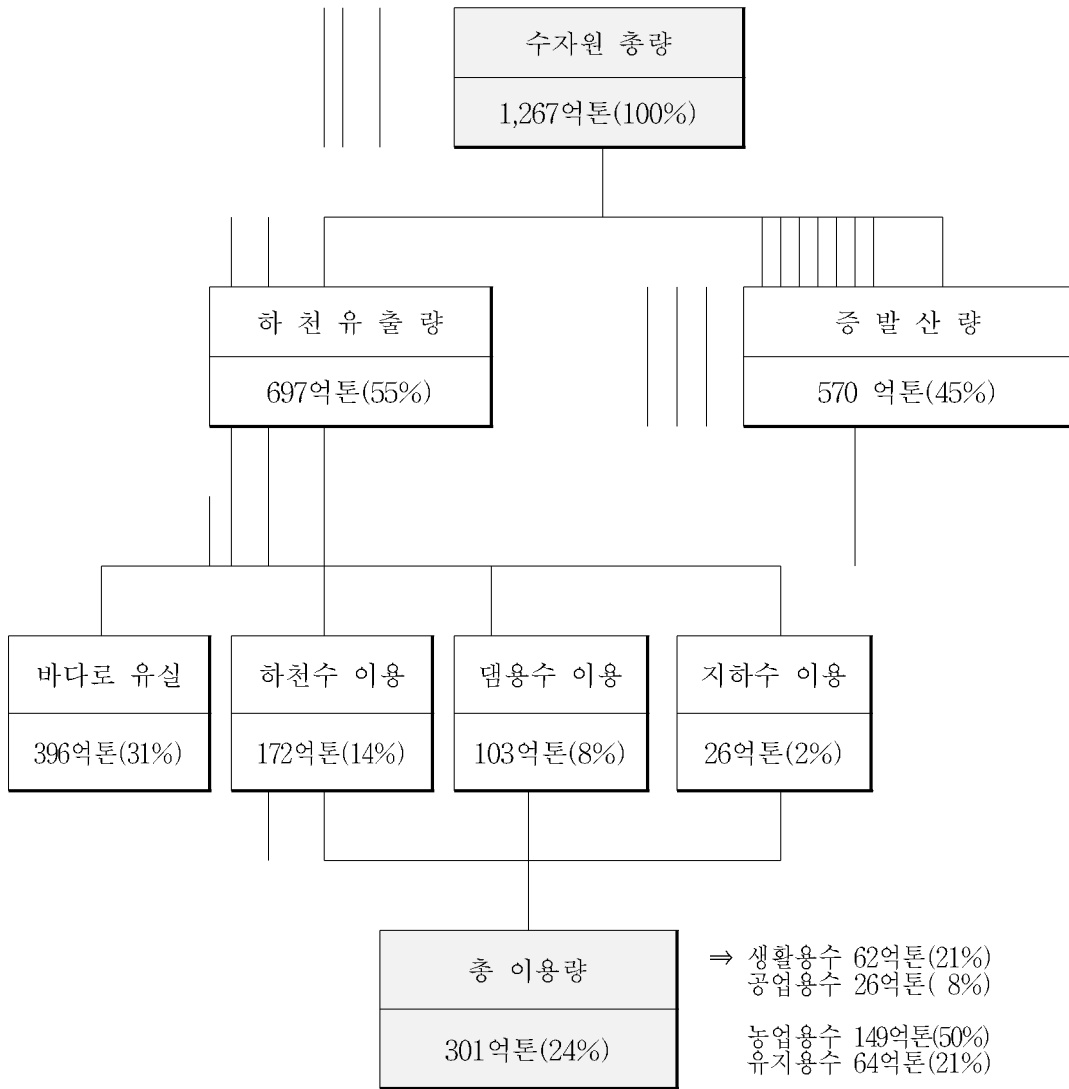 수자원 총량
1,267억톤(100%)
하 천 유 출 량
증 발 산 량
697억톤(55%)
570 억톤(45%)
바다로 유실
하천수 이용
댐용수 이용
지하수 이용
396억톤(31%)
172억톤(14%)
103억톤(8%)
26억톤(2%)
총 이용량
301억톤(24%)
⇒ 생활용수 62억톤(21%)
공업용수 26억톤( 8%)
농업용수 149억톤(50%)
유지용수 64억톤(21%)